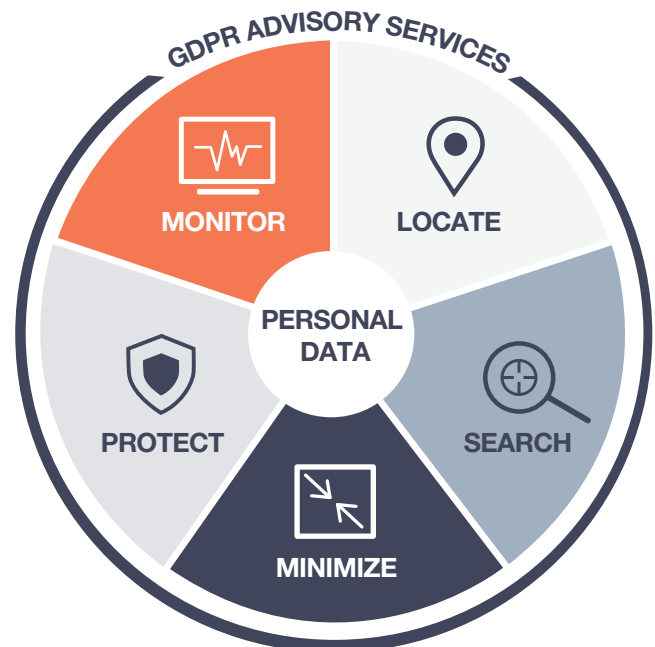 GDPR ADVISORY SERVICES
MONITOR
LOCATE
PERSONAL
DATA
PROTECT
SEARCH
MINIMIZE